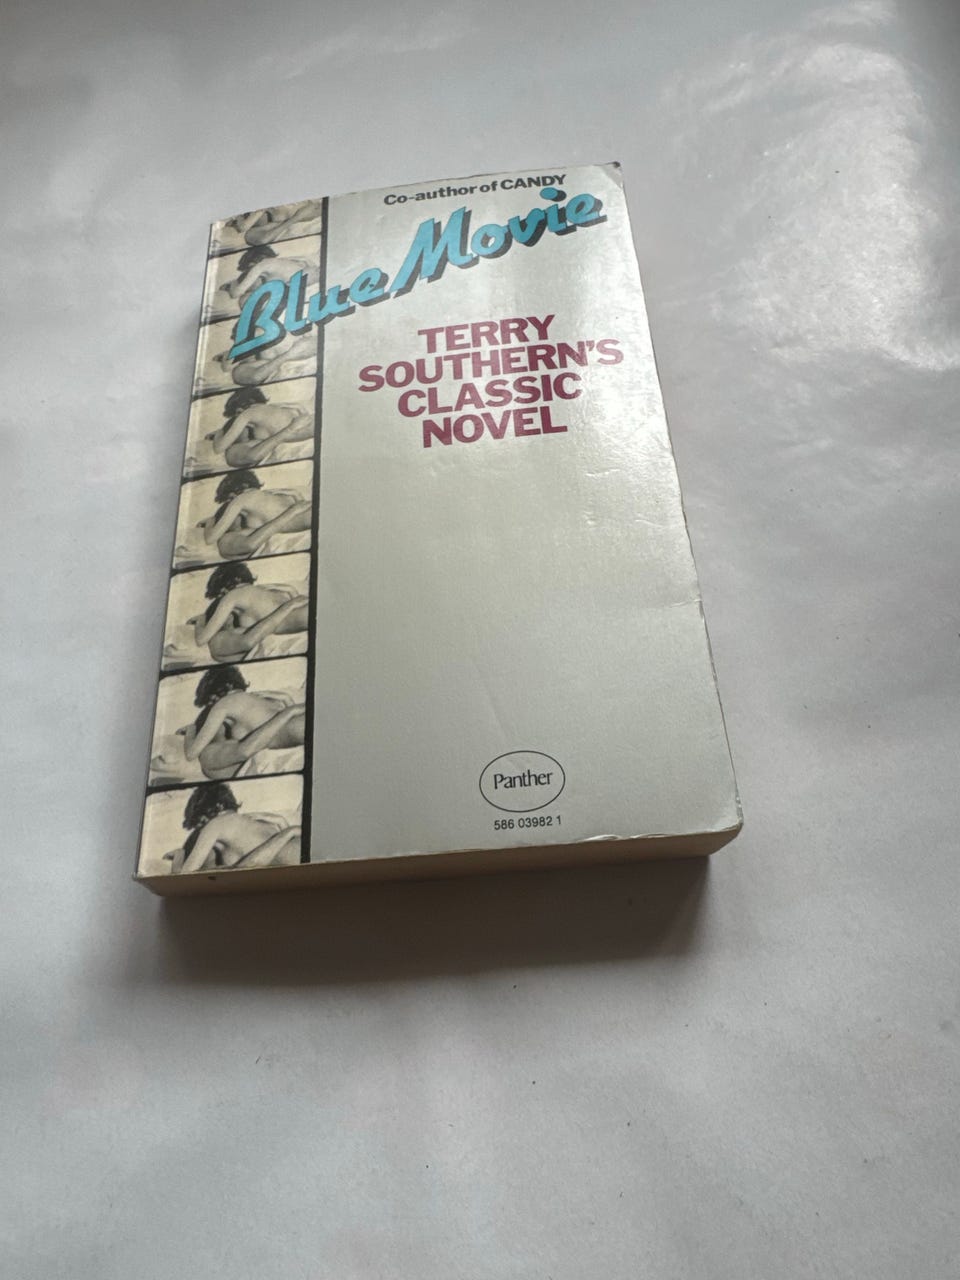 Co-author of CANDY
Blue Movie
TERRY
SOUTHERN'S
CLASSIC
NOVEL
Panther
586 03982 1